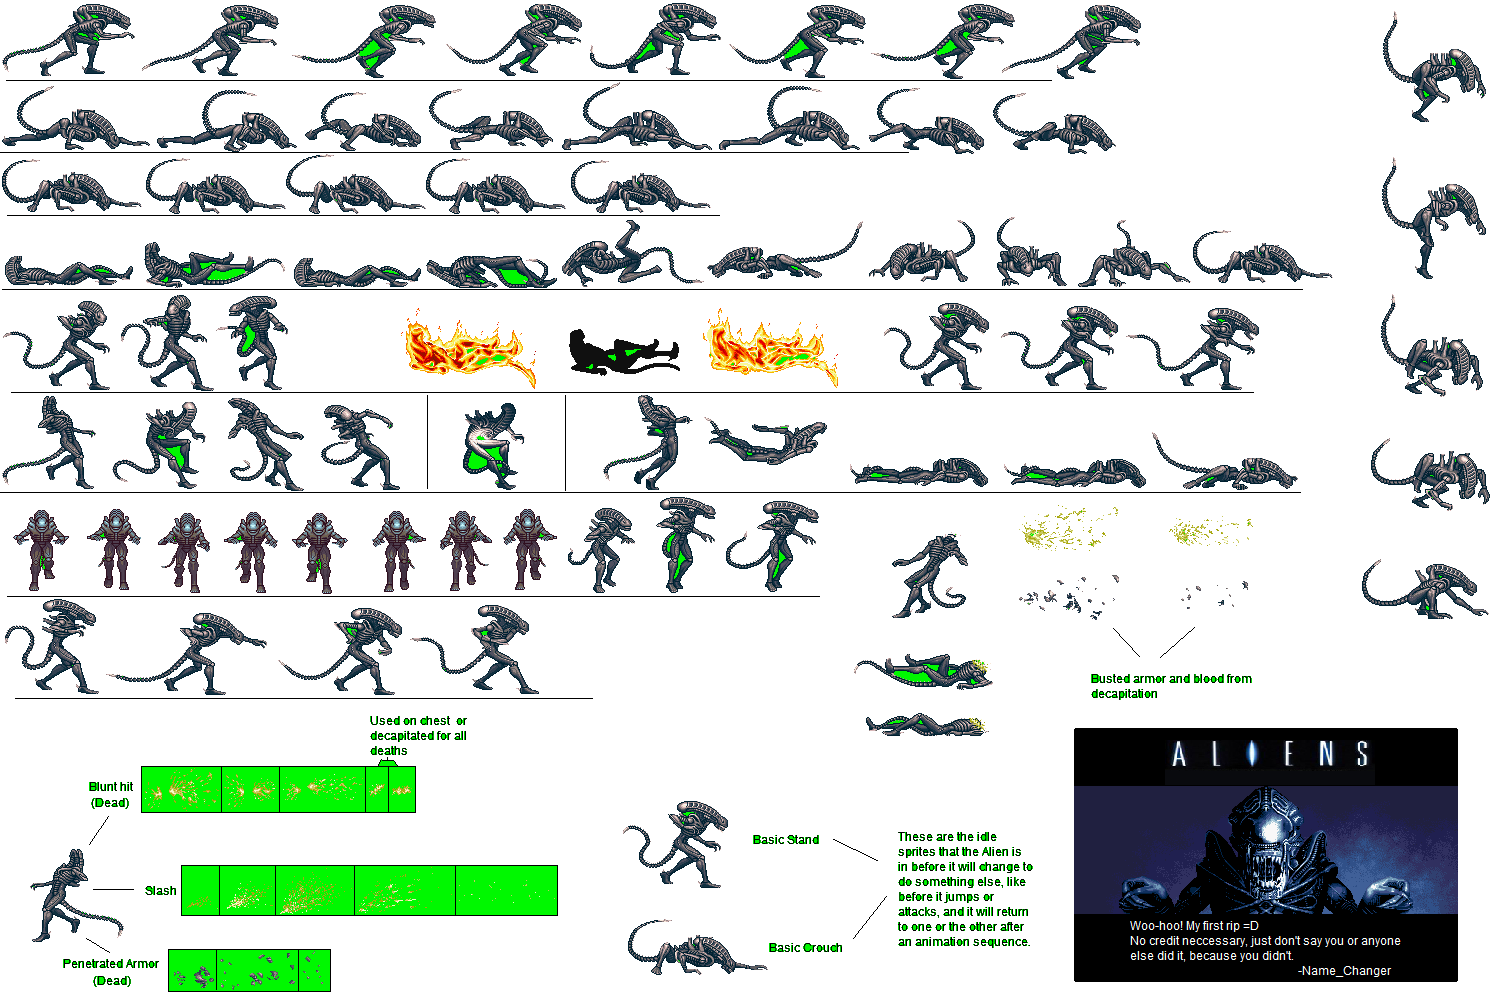 Busted armor and blood from
decapitation
Used on chest or
decapitated for all
deaths
Blunt hit
(Dead)
Slash
Penetrated Armor
(Dead)
Basic Stand
Basic Crouch
These are the idle
sprites that the Alien is
in before it will change to
do something else, like
before it jumps or
attacks, and it will return
to one or the other after
an animation sequence.
ALIENS
Woo-hoo! My first rip =D
No credit neccessary, just don't say you or anyone
else did it, because you didn't.
-Name_Changer